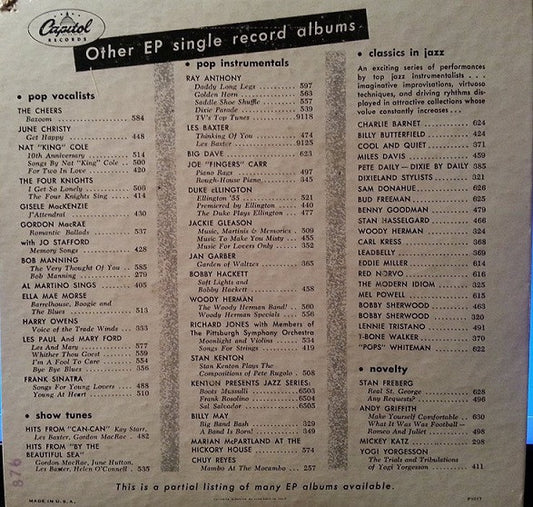 Capitol
RECORDS
Other EP single record albums
• pop vocalists
THE CHEERS
Bazoom 584
JUNE CHRISTY
Get Happy 448
NAT "KING" COLE
10th Anniversary 514
Songs By Nat "King" Cole 500
For Two In Love 420
THE FOUR KNIGHTS
I Get So Lonely 506
The Four Knights Sing 414
GISELE MacKENZIE
J'Attendrai 430
GORDON MacRAE
Romantic Ballads 537
with JO STAFFORD
Memory Songs 428
BOB MANNING
The Very Thought Of You 585
Bob Manning 279
AL MARTINO SINGS 405
ELLA MAE MORSE
Barrelhouse, Boogie and
The Blues 513
HARRY OWENS
Voice of the Trade Winds 333
LES PAUL And MARY FORD
Les And Mary 577
Whither Thou Goest 559
I'm A Fool To Care 554
Bye Bye Blues 356
FRANK SINATRA
Songs For Young Lovers 488
Young At Heart 510
• show tunes
HITS FROM "CAN-CAN" Kay Starr,
Les Baxter, Gordon MacRae 482
HITS FROM "BY THE
BEAUTIFUL SEA"
Gordon MacRae, June Hutton,
Les Baxter, Helen O'Connell 535
• pop instrumentals
RAY ANTHONY
Daddy Long Legs 597
Golden Horn 563
Saddle Shoe Shuffle 557
Dixie Parade 539
TV's Top Tunes 9118
LES BAXTER
Thinking Of You 474
Les Baxter 9125
BIG DAVE 623
JOE "FINGERS" CARR
Piano Rags 497
Rough-House Piano 345
DUKE ELLINGTON
Ellington '55 521
Premiered by Ellington 440
The Duke Plays Ellington 477
JACKIE GLEASON
Music, Martinis & Memories 509
Music To Make You Misty 455
Music For Lovers Only 352
JAN GARBER
Garden of Waltzes 365
BOBBY HACKETT
Soft Lights and
Bobby Hackett 458
WOODY HERMAN
The Woody Herman Band! 560
Woody Herman Specials 556
RICHARD JONES with Members of
The Pittsburgh Symphony Orchestra
Moonlight and Violins 534
Songs For Strings 419
STAN KENTON
Stan Kenton Plays The
Compositions of Pete Rugolo 508
KENTON PRESENTS JAZZ SERIES.
Boots Mussulli 6503
Frank Rosolino 6504
Sal Salvador 6505
BILLY MAY
Big Band Bash 329
A Band Is Born! 349
MARIAN McPARTLAND AT THE
HICKORY HOUSE 574
CHUY REYES
Mambo At The Mocambo 257
• classics in jazz
An exciting series of performances
by top jazz instrumentalists . . .
imaginative improvisations, virtuoso
techniques, and driving rhythms dis-
played in attractive collections whose
value constantly increases . . .
CHARLIE BARNET 624
BILLY BUTTERFIELD 424
COOL AND QUIET 371
MILES DAVIS 459
PETE DAILY — DIXIE BY DAILY 385
DIXIELAND STYLISTS 321
SAM DONAHUE 626
BUD FREEMAN 625
BENNY GOODMAN 479
STAN HASSELGARD 466
WOODY HERMAN 324
CARL KRESS 368
LEADBELLY 369
EDDIE MILLER 614
RED NORVO 616
THE MODERN IDIOM 325
MEL POWELL 615
BOBBY SHERWOOD 463
BOBBY SHERWOOD 320
LENNIE TRISTANO 491
T-BONE WALKER 370
"POPS" WHITEMAN 622
• novelty
STAN FREBERG
Real St. George 628
Any Requests? 496
ANDY GRIFFITH
Make Yourself Comfortable 630
What It Was Was Football —
Romeo And Juliet 498
MICKEY KATZ 298
YOGI YORGESSON
The Trials and Tribulations
of Yogi Yorgesson 411
876
This is a partial listing of many EP albums available.
MADE IN U.S.A.